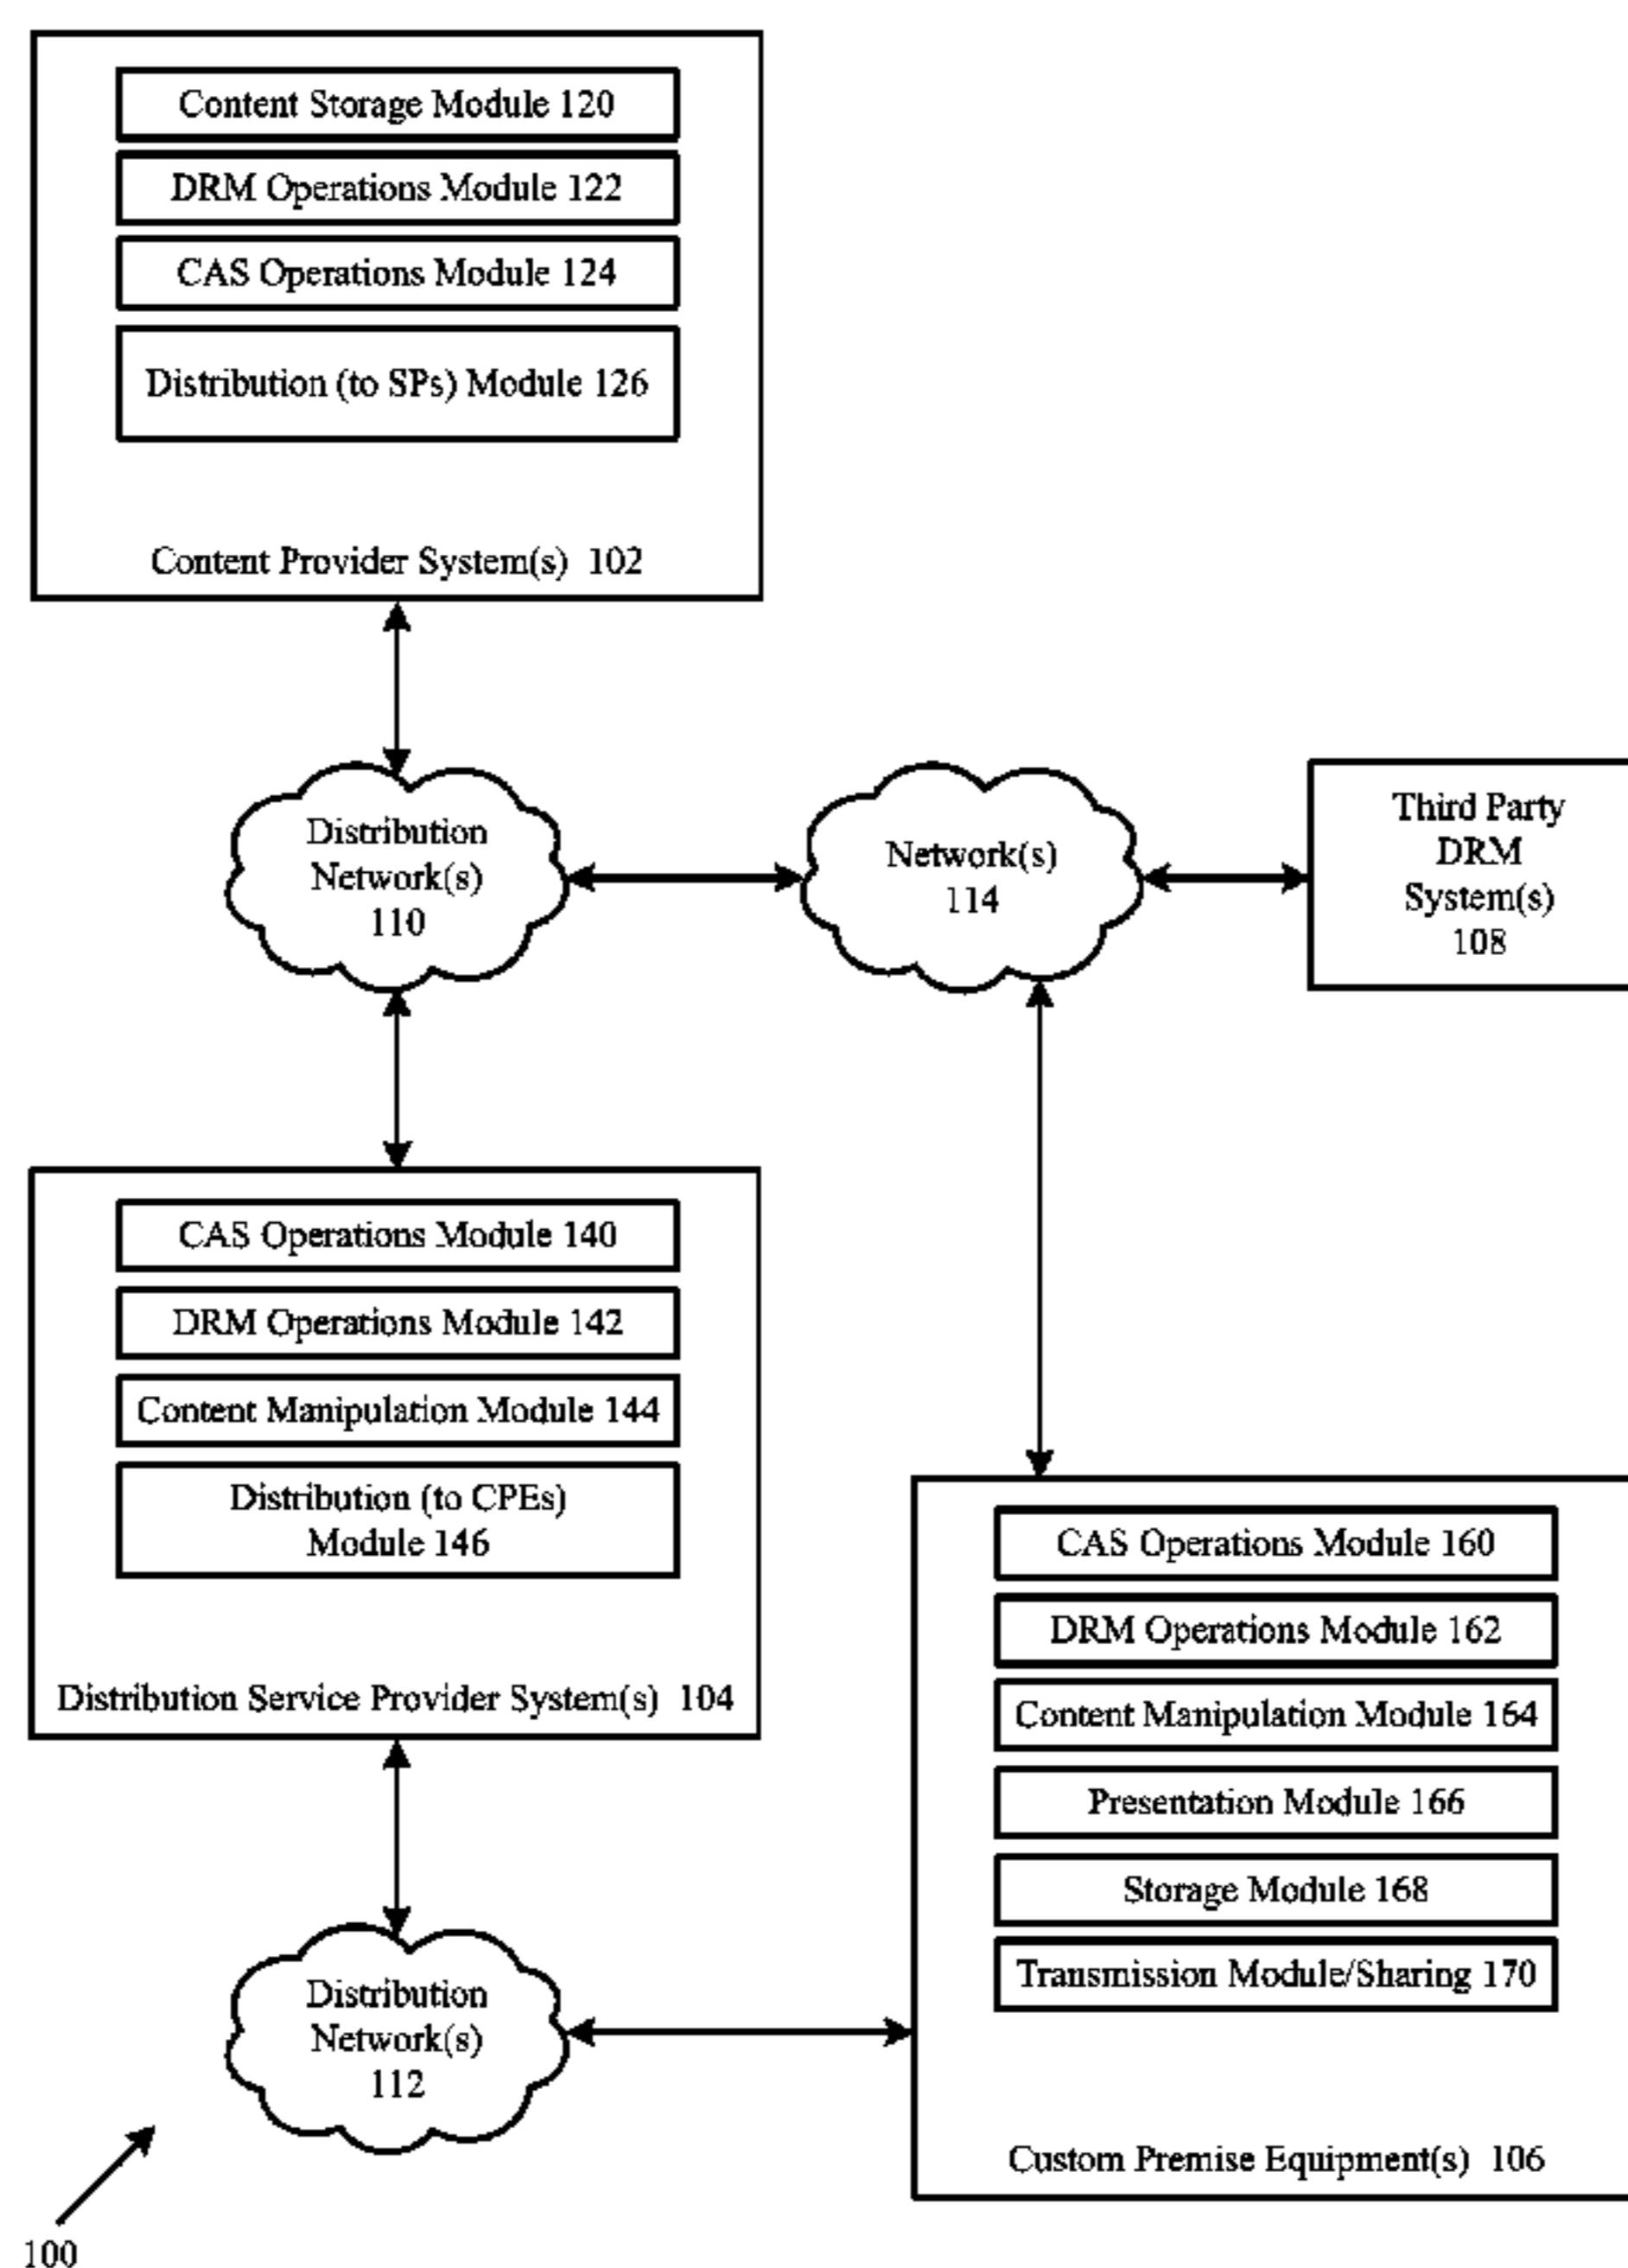 Content Storage Module 120
DRM Operations Module 122
CAS Operations Module 124
Distribution (to SPs) Module 126
Content Provider System(s) 102
Distribution
Network(s)
110
Network(s)
114
Third Party
DRM
System(s)
108
CAS Operations Module 140
DRM Operations Module 142
Content Manipulation Module 144
Distribution (to CPEs)
Module 146
Distribution Service Provider System(s) 104
CAS Operations Module 160
DRM Operations Module 162
Content Manipulation Module 164
Presentation Module 166
Storage Module 168
Transmission Module/Sharing 170
Custom Premise Equipment(s) 106
Distribution
Network(s)
112
100